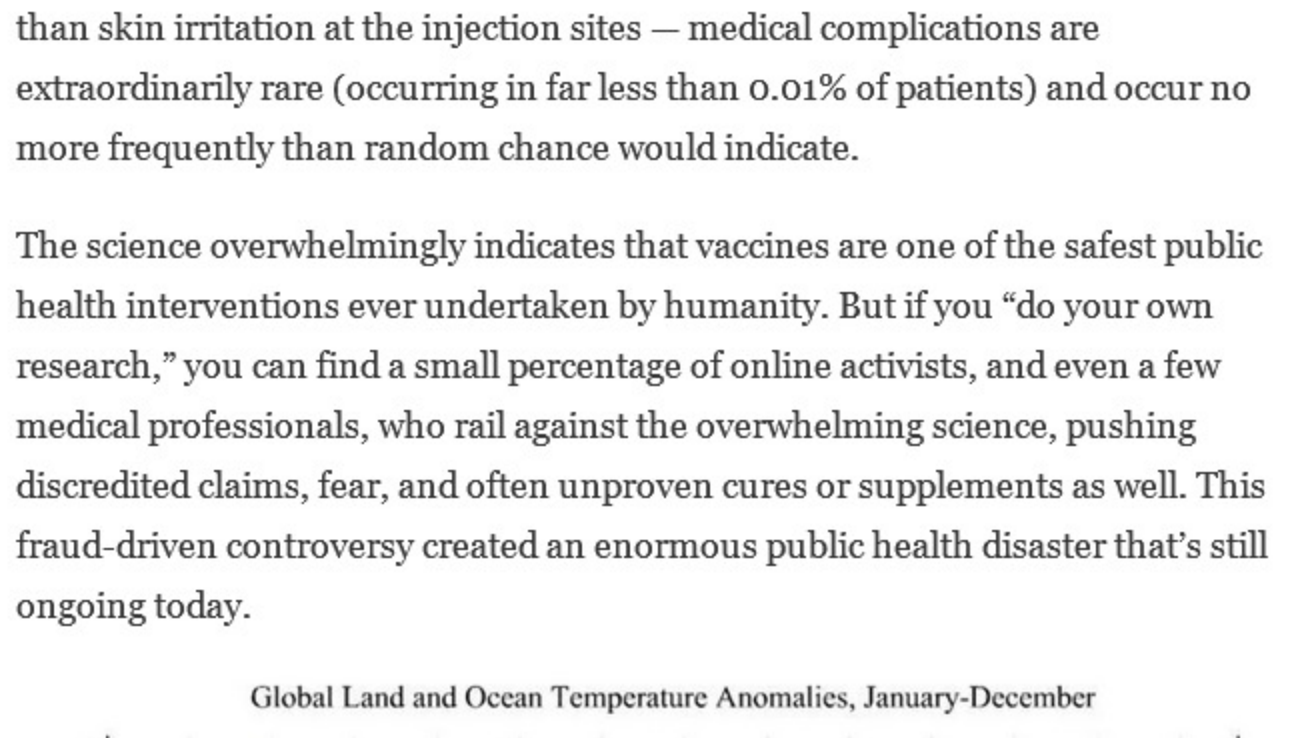 than skin irritation at the injection sites — medical complications are
extraordinarily rare (occurring in far less than 0.01% of patients) and occur no
more frequently than random chance would indicate.
The science overwhelmingly indicates that vaccines are one of the safest public
health interventions ever undertaken by humanity. But if you “do your own
research,” you can find a small percentage of online activists, and even a few
medical professionals, who rail against the overwhelming science, pushing
discredited claims, fear, and often unproven cures or supplements as well. This
fraud-driven controversy created an enormous public health disaster that’s still
ongoing today.
Global Land and Ocean Temperature Anomalies, January-December